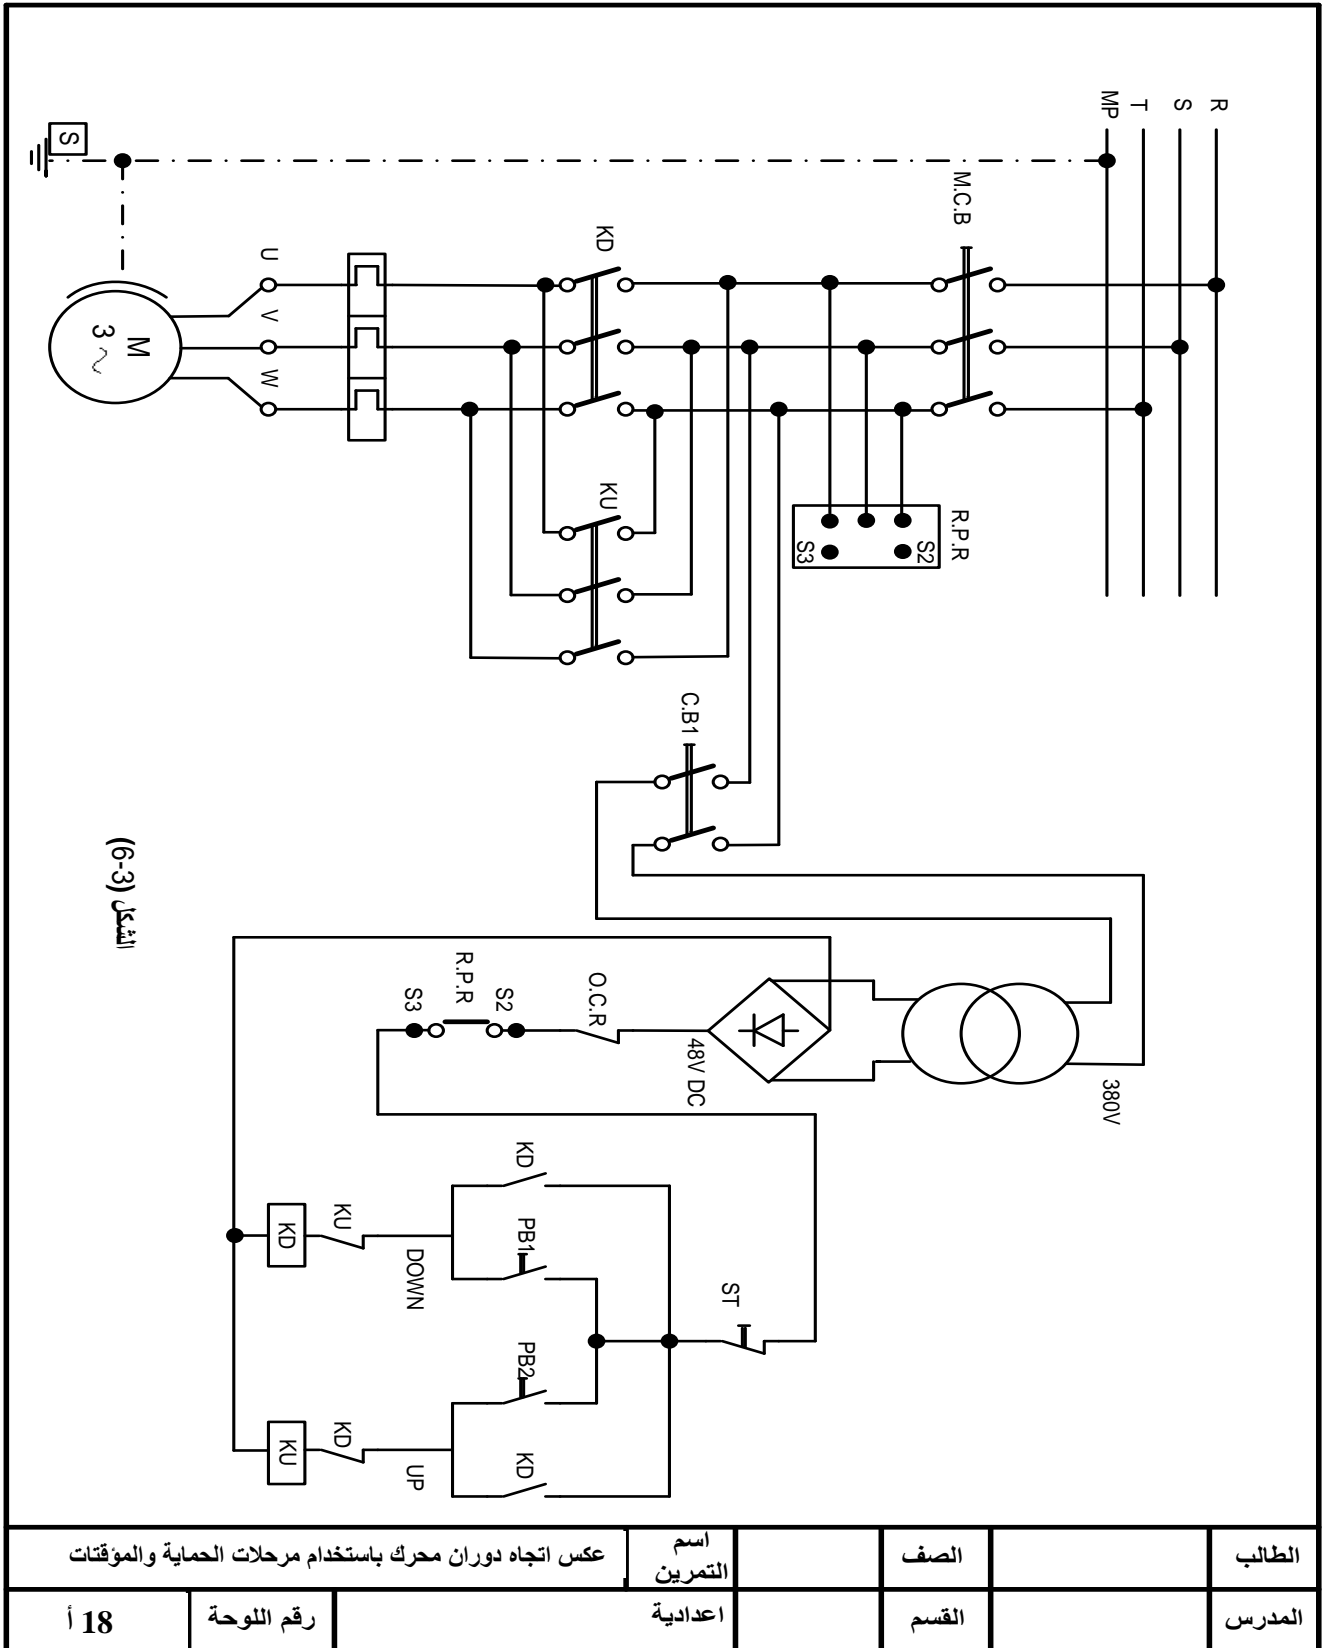 R
S
T
MP
M.C.B
S
KD
U
V
W
M
3 ~
KU
R.P.R
S2
S3
C.B1
380V
48V DC
O.C.R
S2
R.P.R
S3
الشكل (3-6)
ST
KD
PB1
DOWN
KU
KD
PB2
KD
UP
KD
KU
الطالب
الصف
اسم التمرين
عكس اتجاه دوران محرك باستخدام مرحلات الحماية والمؤقتات
المدرس
القسم
اعدادية
رقم اللوحة
18 أ